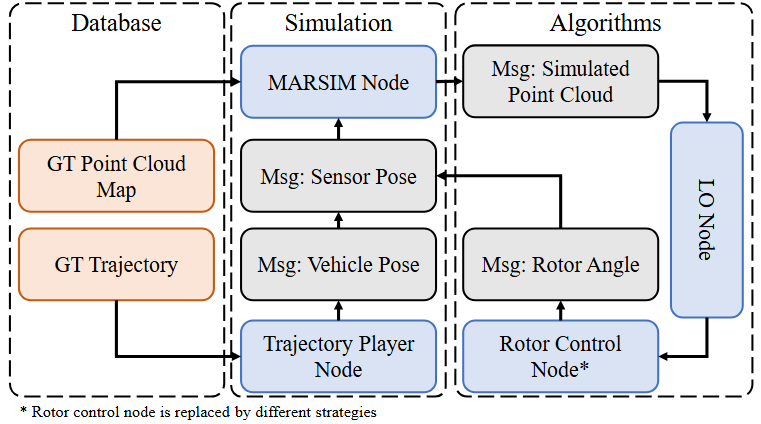 Database
Simulation
Algorithms
MARSIM Node
Msg: Simulated
Point Cloud
GT Point Cloud
Map
Msg: Sensor Pose
LO Node
GT Trajectory
Msg: Vehicle Pose
Msg: Rotor Angle
Trajectory Player
Node
Rotor Control
Node*
* Rotor control node is replaced by different strategies